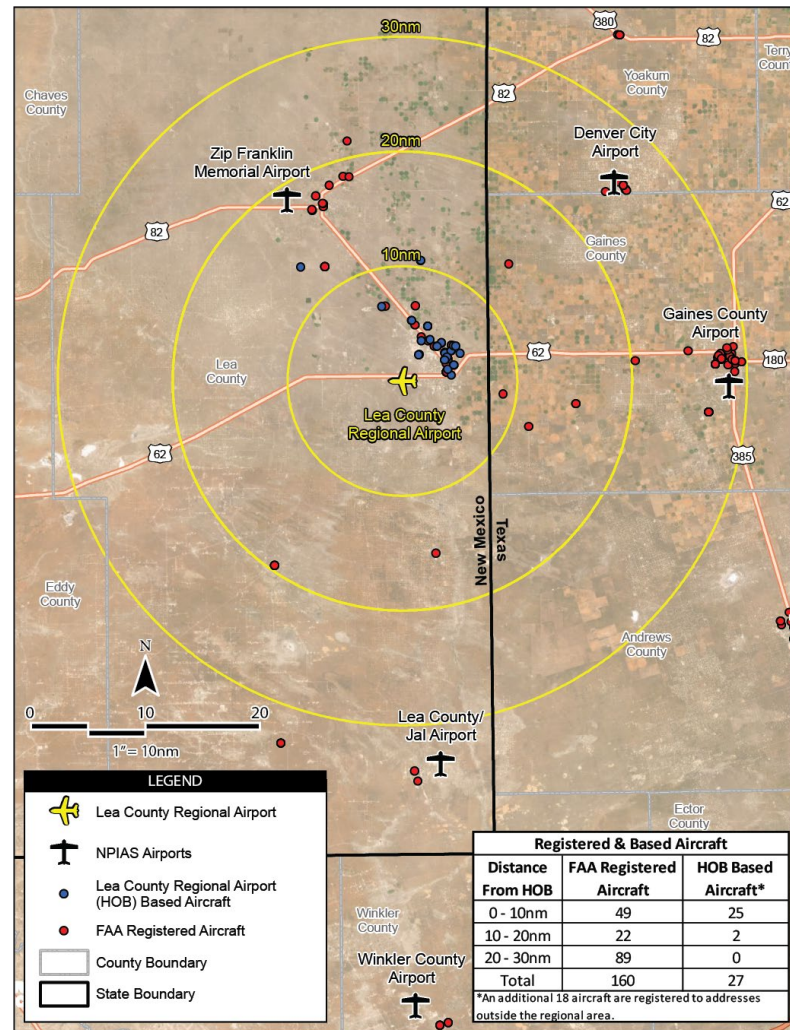 30nm
380
82
Terry
County
Chaves
County
Yoakum
County
82
20nm
Zip Franklin
Memorial Airport
Denver City
Airport
62
82
Gaines
County
10nm
Gaines County
Airport
62
180
Lea
County
Lea County
Regional Airport
62
385
New Mexico
Texas
Eddy
County
Andrews
County
N
0 10 20
1"= 10nm
Lea County/
Jal Airport
LEGEND
Lea County Regional Airport
NPIAS Airports
Lea County Regional Airport
(HOB) Based Aircraft
FAA Registered Aircraft
County Boundary
State Boundary
Ector
County
Winkler
County
Winkler County
Airport
Registered & Based Aircraft
Distance FAA Registered HOB Based
From HOB Aircraft Aircraft*
0 - 10nm 49 25
10 - 20nm 22 2
20 - 30nm 89 0
Total 160 27
*An additional 18 aircraft are registered to addresses
outside the regional area.